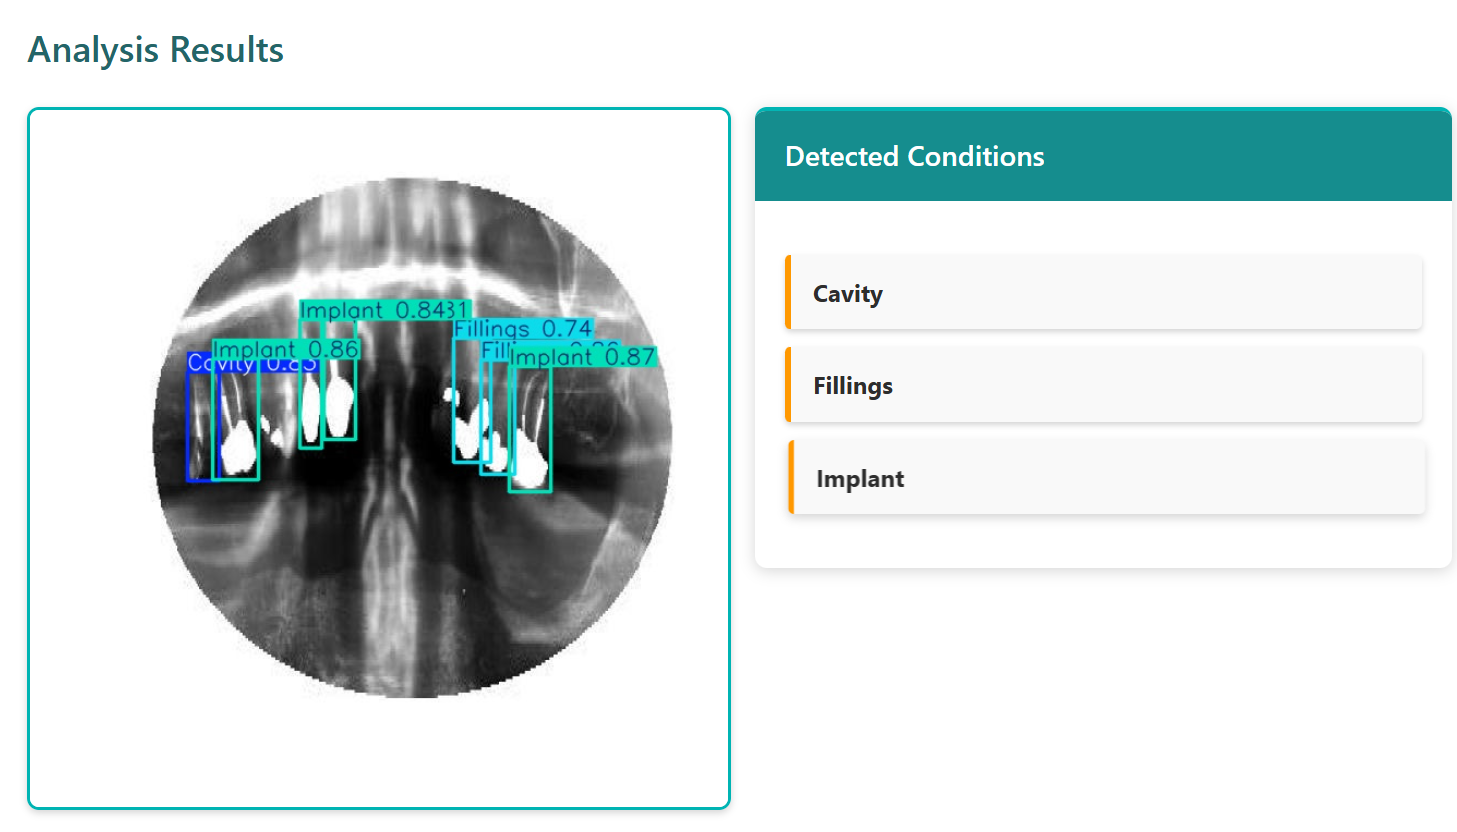 Analysis Results
Detected Conditions
Implant 0.8431
Fillings 0.74
Implant 0.86
Implant 0.87
Cavity
Cavity
Fillings
Implant